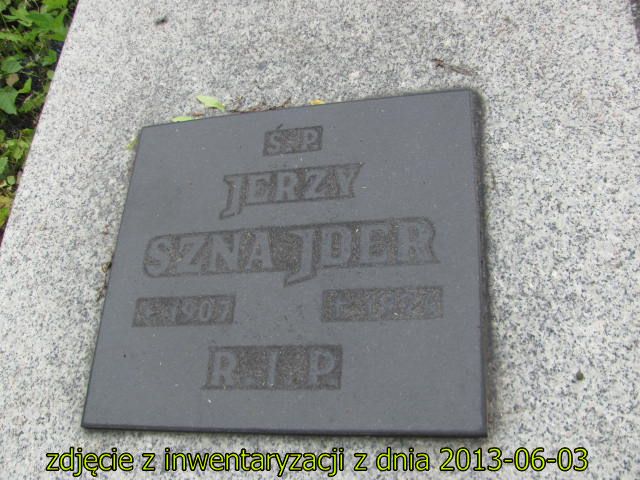 Ś.P
JERZY
SZNAJDER
* 1907
R.I.P.
zdjęcie z inwentaryzacji z dnia 2013-06-03